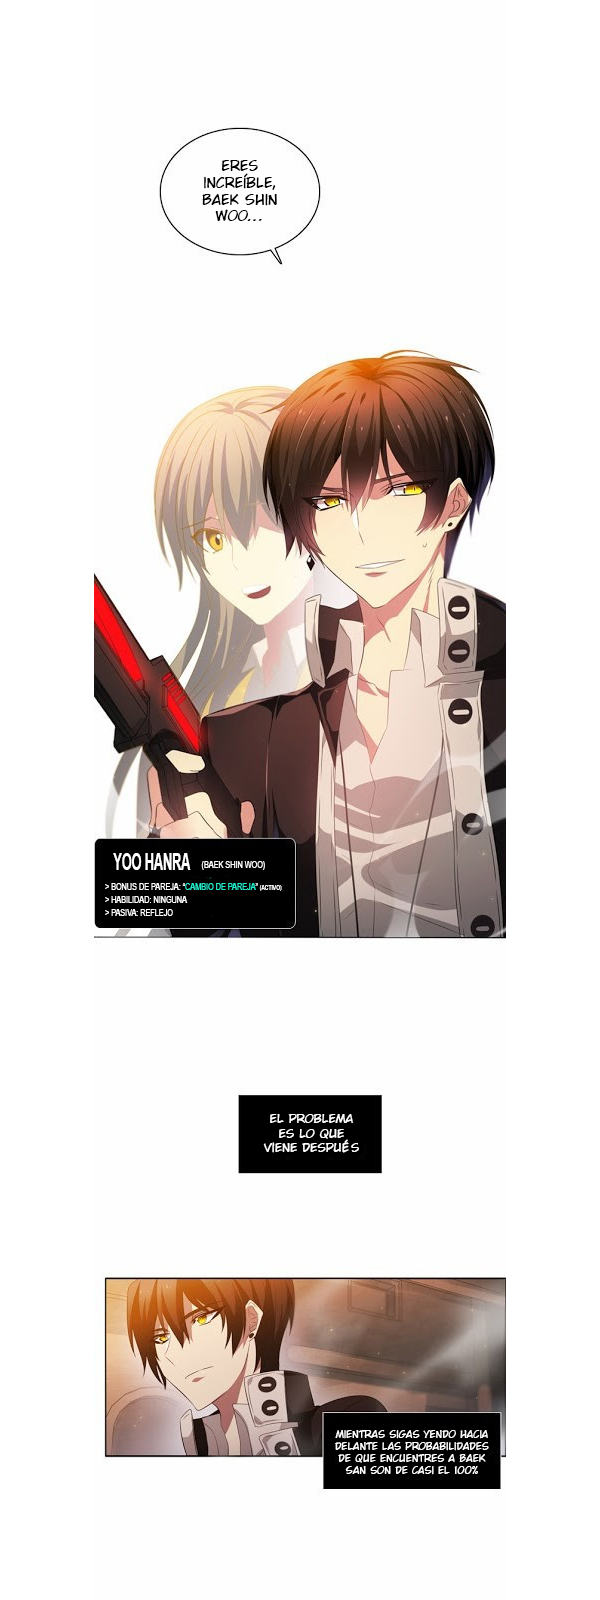 ERES
INCREÍBLE,
BAEK SHIN
WOO...
YOO HANRA (BAEK SHIN WOO)
> BONUS DE PAREJA: "CAMBIO DE PAREJA" (ACTIVO)
> HABILIDAD: NINGUNA
> PASIVA: REFLEJO
EL PROBLEMA
ES LO QUE
VIENE DESPUÉS
MIENTRAS SIGAS YENDO HACIA
DELANTE LAS PROBABILIDADES
DE QUE ENCUENTRES A BAEK
SAN SON DE CASI EL 100%